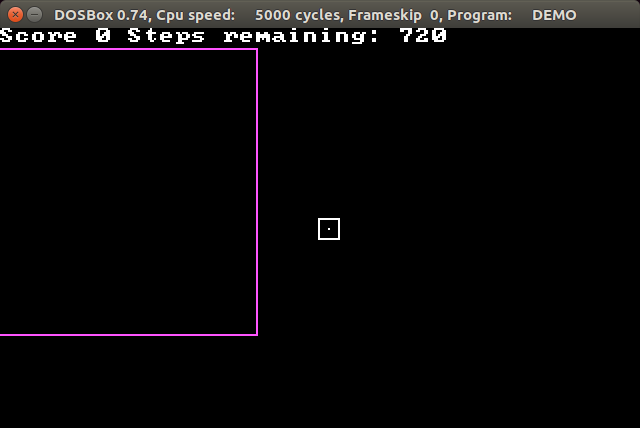 DOSBox 0.74, Cpu speed: 5000 cycles, Frameskip 0, Program: DEMO
Score 0 Steps remaining: 720